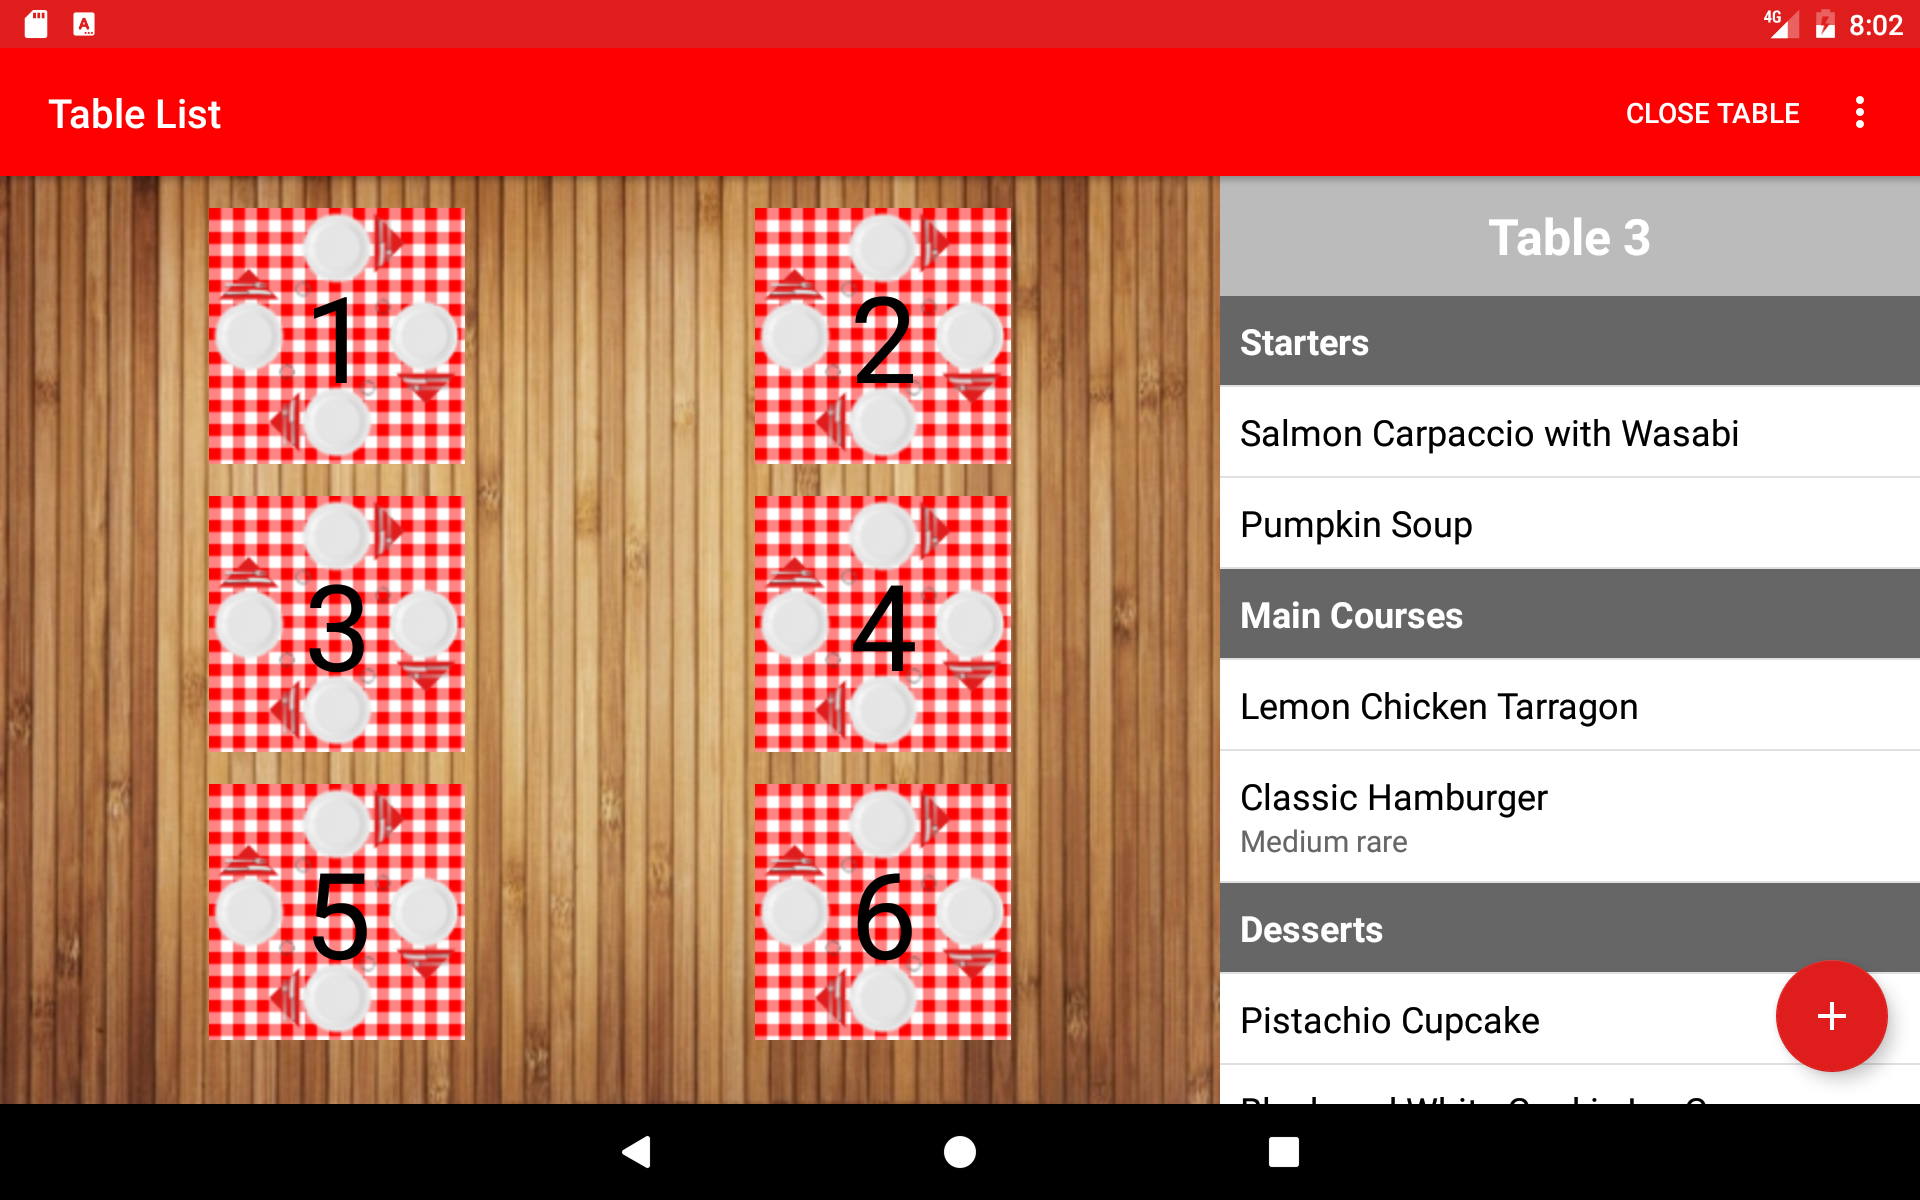 4G 8:02
Table List
CLOSE TABLE
1
2
3
4
5
6
Table 3
Starters
Salmon Carpaccio with Wasabi
Pumpkin Soup
Main Courses
Lemon Chicken Tarragon
Classic Hamburger
Medium rare
Desserts
Pistachio Cupcake